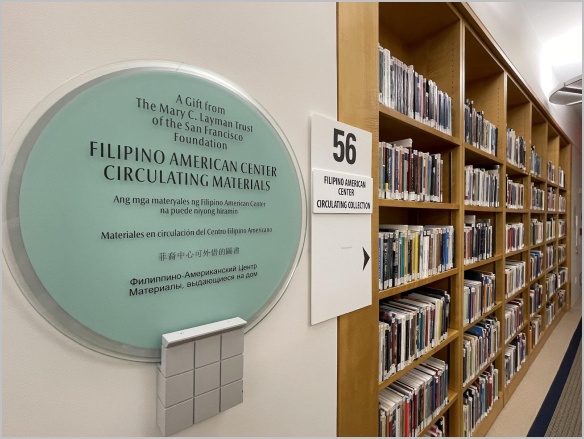 A Gift from
The Mary C. Layman Trust
of the San Francisco
Foundation
FILIPINO AMERICAN CENTER
CIRCULATING MATERIALS
Ang mga materyales ng Filipino American Center
na puede niyong hiramin
Materiales en circulación del Centro Filipino Americano
菲裔中心可外借的圖書
Филиппино-Американский Центр
Материалы, выдающиеся на дом
56
FILIPINO AMERICAN
CENTER
CIRCULATING COLLECTION